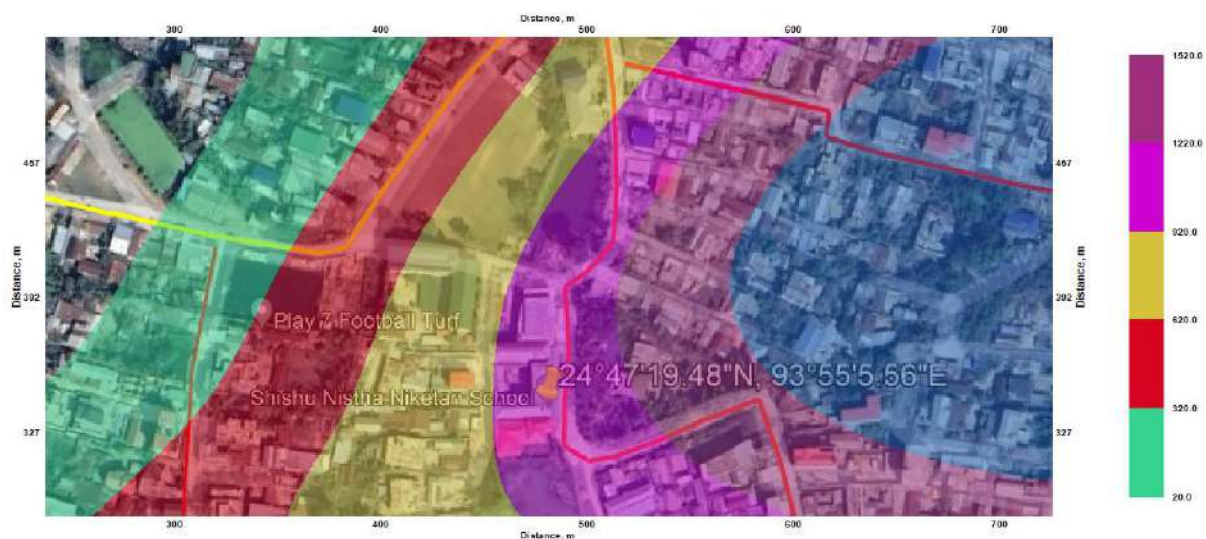 Distance, m
300 400 500 600 700
1520.0
1220.0
920.0
620.0
320.0
20.0
457 457
Distance, m Distance, m
392 392
Play 7 Football Turf
24°47'19.48"N, 93°55'5.56"E
Shishu Nistha Niketan School
327 327
300 400 500 600 700
Distance, m